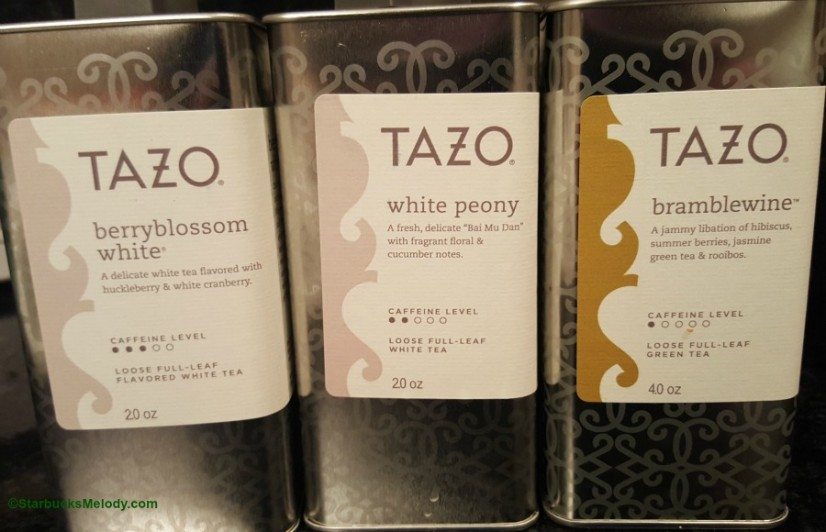 TAZO®
berryblossom
white®
A delicate white tea flavored with
huckleberry & white cranberry.
CAFFEINE LEVEL
LOOSE FULL-LEAF
FLAVORED WHITE TEA
2.0 oz
TAZO®
white peony
A fresh, delicate "Bai Mu Dan"
with fragrant floral &
cucumber notes.
CAFFEINE LEVEL
LOOSE FULL-LEAF
WHITE TEA
2.0 oz
TAZO®
bramblewine™
A jammy libation of hibiscus,
summer berries, jasmine
green tea & rooibos.
CAFFEINE LEVEL
LOOSE FULL-LEAF
GREEN TEA
4.0 oz
©StarbucksMelody.com